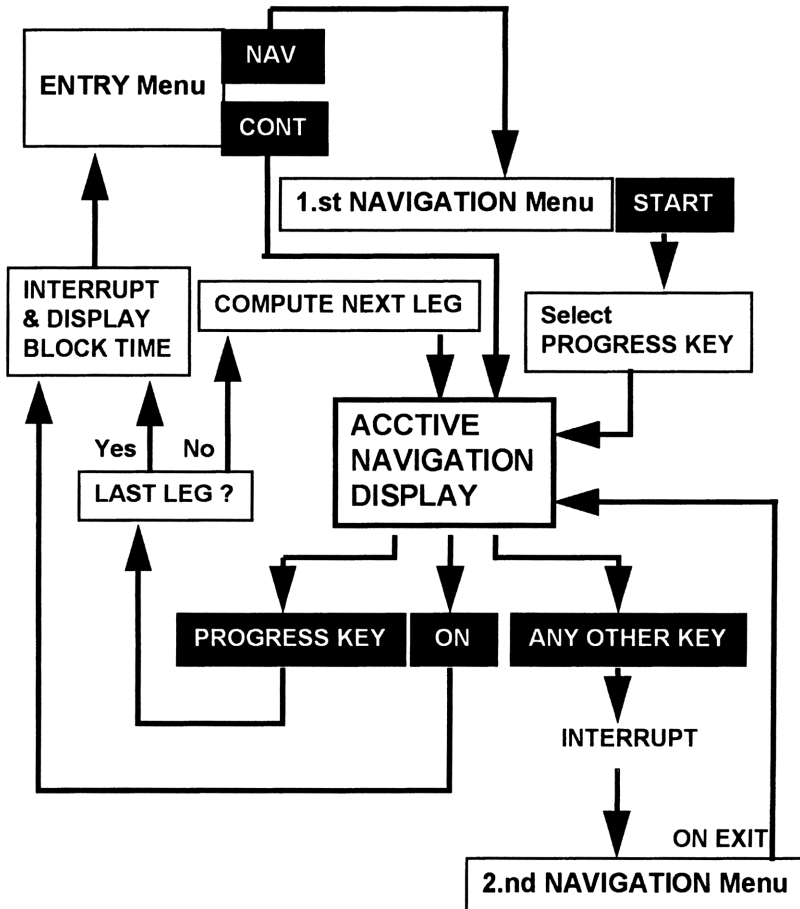 NAV
ENTRY Menu
CONT
1.st NAVIGATION Menu
START
INTERRUPT
& DISPLAY
BLOCK TIME
COMPUTE NEXT LEG
Select
PROGRESS KEY
Yes
No
LAST LEG ?
ACCTIVE
NAVIGATION
DISPLAY
PROGRESS KEY
ON
ANY OTHER KEY
INTERRUPT
ON EXIT
2.nd NAVIGATION Menu